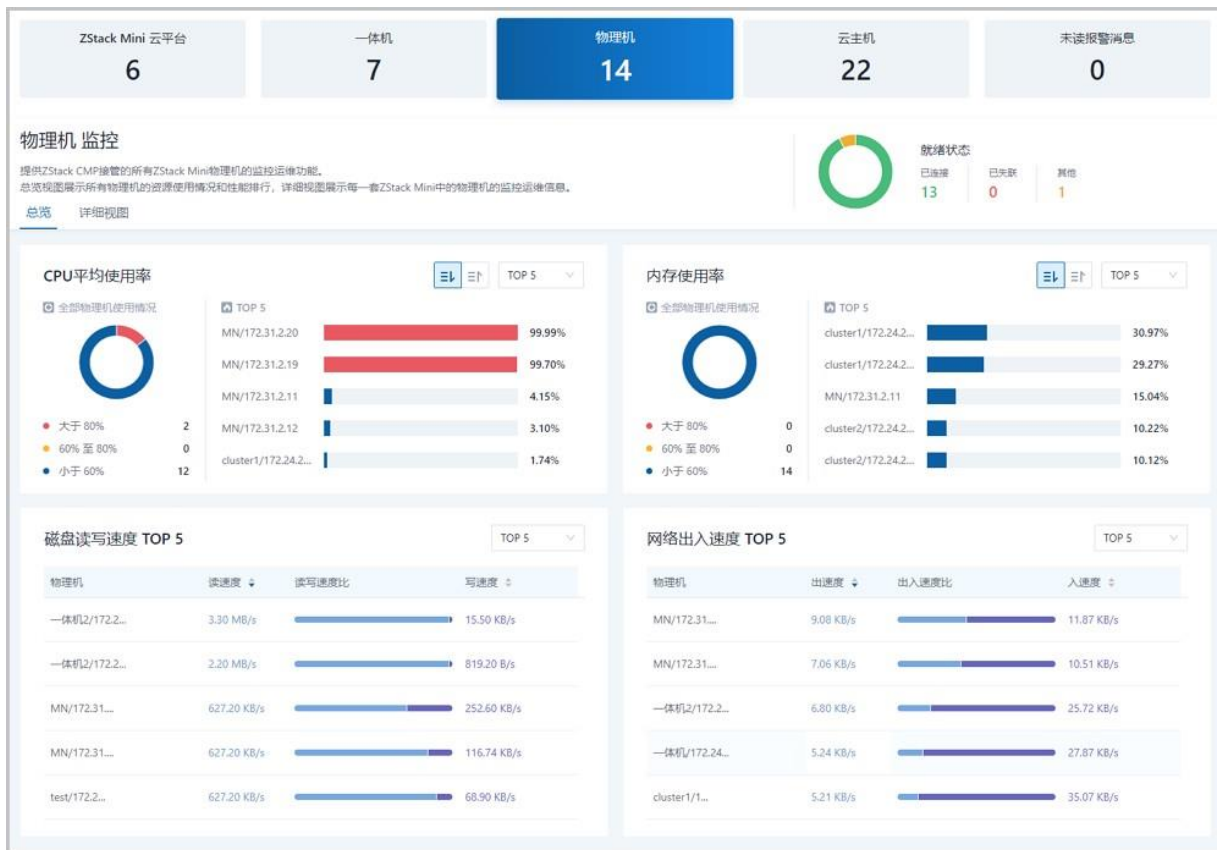 ZStack Mini 云平台
6
一体机
7
物理机
14
云主机
22
未读报警消息
0
物理机 监控
提供ZStack CMP接管的所有ZStack Mini物理机的监控运维功能。
总览视图展示所有物理机的资源使用情况和性能排行，详细视图展示每一套ZStack Mini中的物理机的监控运维信息。
总览 详细视图
就绪状态
已连接 已失联 其他
13 0 1
CPU平均使用率
TOP 5
全部物理机使用情况
TOP 5
MN/172.31.2.20 99.99%
MN/172.31.2.19 99.70%
MN/172.31.2.11 4.15%
MN/172.31.2.12 3.10%
cluster1/172.24.2... 1.74%
大于 80% 2
60% 至 80% 0
小于 60% 12
内存使用率
TOP 5
全部物理机使用情况
TOP 5
cluster1/172.24.2... 30.97%
cluster1/172.24.2... 29.27%
MN/172.31.2.11 15.04%
cluster2/172.24.2... 10.22%
cluster2/172.24.2... 10.12%
大于 80% 0
60% 至 80% 0
小于 60% 14
磁盘读写速度 TOP 5
TOP 5
物理机 读速度 读写速度比 写速度
一体机2/172.2... 3.30 MB/s 15.50 KB/s
一体机2/172.2... 2.20 MB/s 819.20 B/s
MN/172.31.... 627.20 KB/s 252.60 KB/s
MN/172.31.... 627.20 KB/s 116.74 KB/s
test/172.2... 627.20 KB/s 68.90 KB/s
网络出入速度 TOP 5
TOP 5
物理机 出速度 出入速度比 入速度
MN/172.31.... 9.08 KB/s 11.87 KB/s
MN/172.31.... 7.06 KB/s 10.51 KB/s
一体机2/172.2... 6.80 KB/s 25.72 KB/s
一体机/172.24... 5.24 KB/s 27.87 KB/s
cluster1/1... 5.21 KB/s 35.07 KB/s